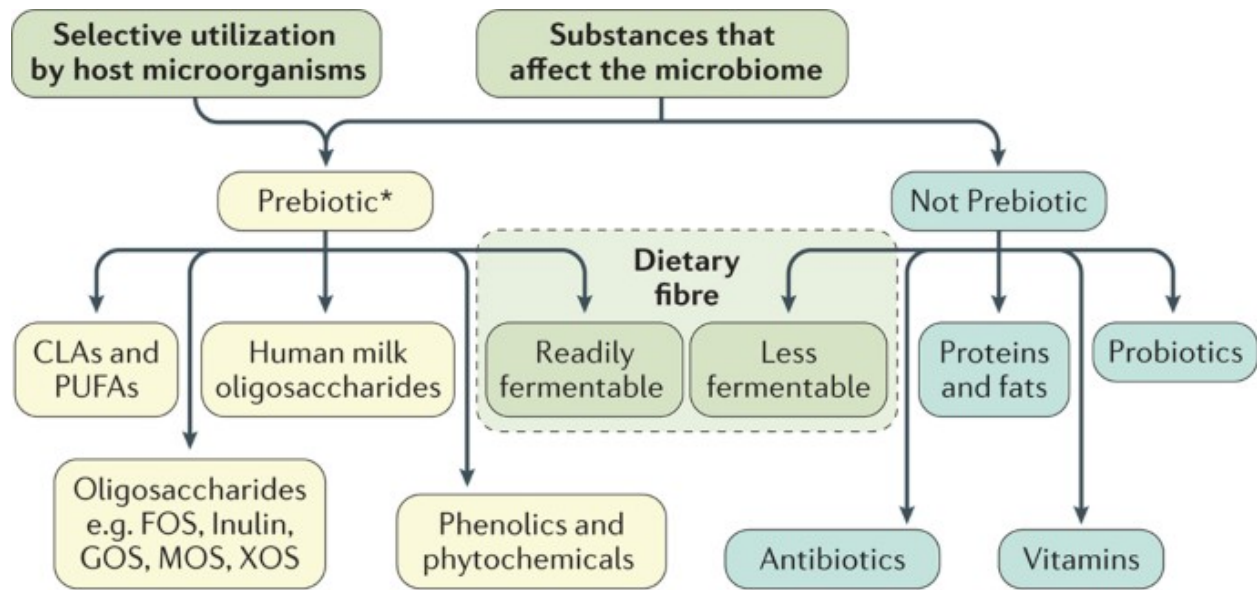 Selective utilization
by host microorganisms
Substances that
affect the microbiome
Prebiotic*
Not Prebiotic
Dietary
fibre
CLAs and
PUFAs
Human milk
oligosaccharides
Readily
fermentable
Less
fermentable
Proteins
and fats
Probiotics
Oligosaccharides
e.g. FOS, Inulin,
GOS, MOS, XOS
Phenolics and
phytochemicals
Antibiotics
Vitamins